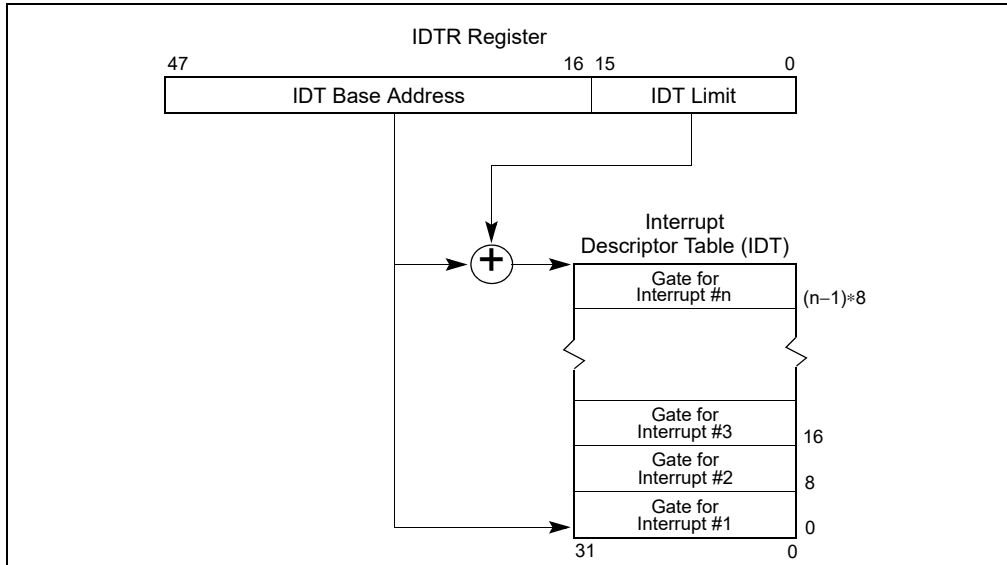 IDTR Register
47 16 15 0
IDT Base Address IDT Limit
+
Interrupt
Descriptor Table (IDT)
Gate for
Interrupt #n
(n–1)∗8
Gate for
Interrupt #3
16
Gate for
Interrupt #2
8
Gate for
Interrupt #1
0
31 0